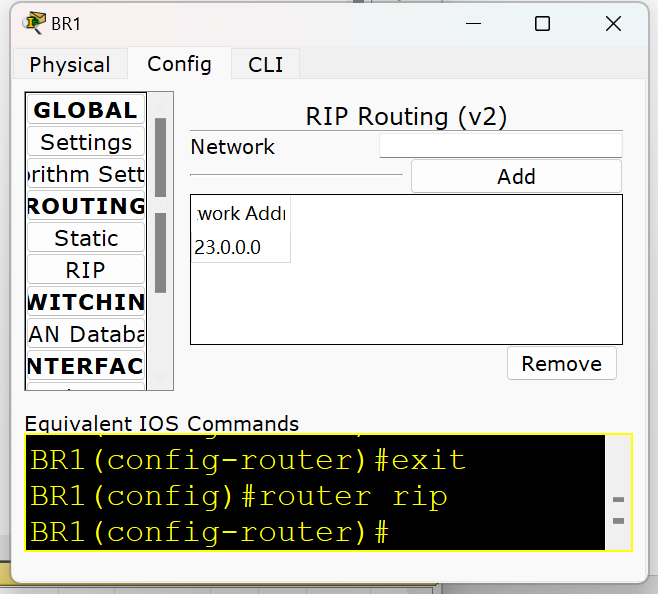 BR1
Physical Config CLI
GLOBAL
Settings
orithm Sett
ROUTING
Static
RIP
WITCHIN
AN Databa
NTERFAC
RIP Routing (v2)
Network
Add
work Addr
23.0.0.0
Remove
Equivalent IOS Commands
BR1(config-router)#exit
BR1(config)#router rip
BR1(config-router)#